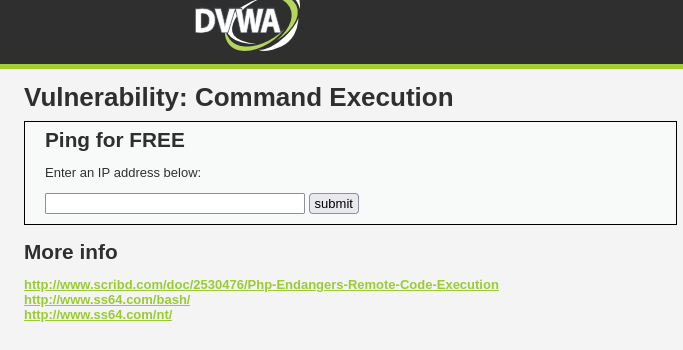 DVWA
Vulnerability: Command Execution
Ping for FREE
Enter an IP address below:
submit
More info
http://www.scribd.com/doc/2530476/Php-Endangers-Remote-Code-Execution
http://www.ss64.com/bash/
http://www.ss64.com/nt/